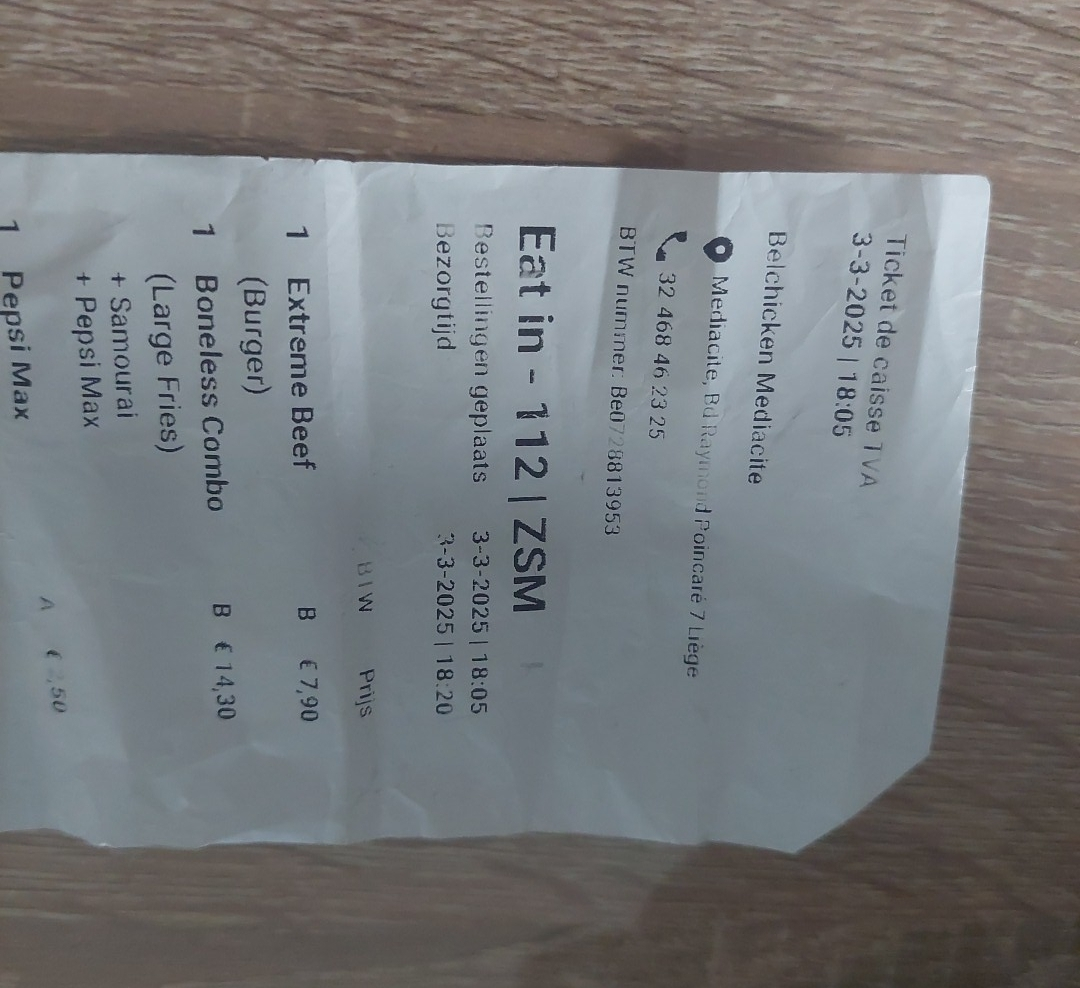 Ticket de caisse TVA
3-3-2025 | 18:05
Belchicken Mediacite
Mediacite, Bd Raymond Poincaré 7 Liège
32 468 46 23 25
BTW nummer: Be0728813953
Eat in - 112 | ZSM
Bestellingen geplaats 3-3-2025 | 18:05
Bezorgtijd 3-3-2025 | 18:20
BTW Prijs
1 Extreme Beef B € 7,90
(Burger)
1 Boneless Combo B € 14,30
(Large Fries)
+ Samourai
+ Pepsi Max
1 Pepsi Max A €